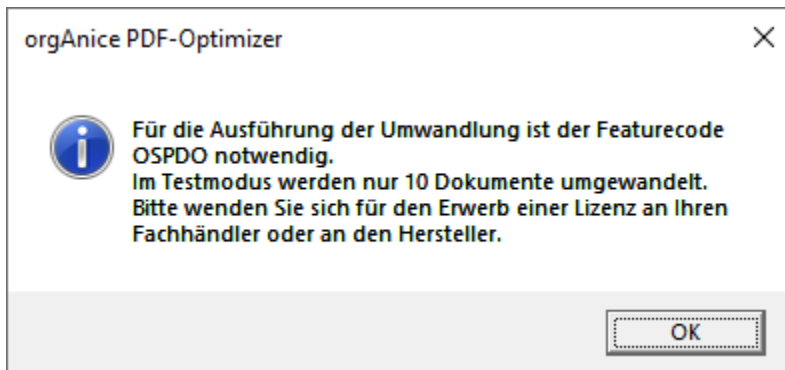 orgAnice PDF-Optimizer
Für die Ausführung der Umwandlung ist der Featurecode
OSPDO notwendig.
Im Testmodus werden nur 10 Dokumente umgewandelt.
Bitte wenden Sie sich für den Erwerb einer Lizenz an Ihren
Fachhändler oder an den Hersteller.
OK